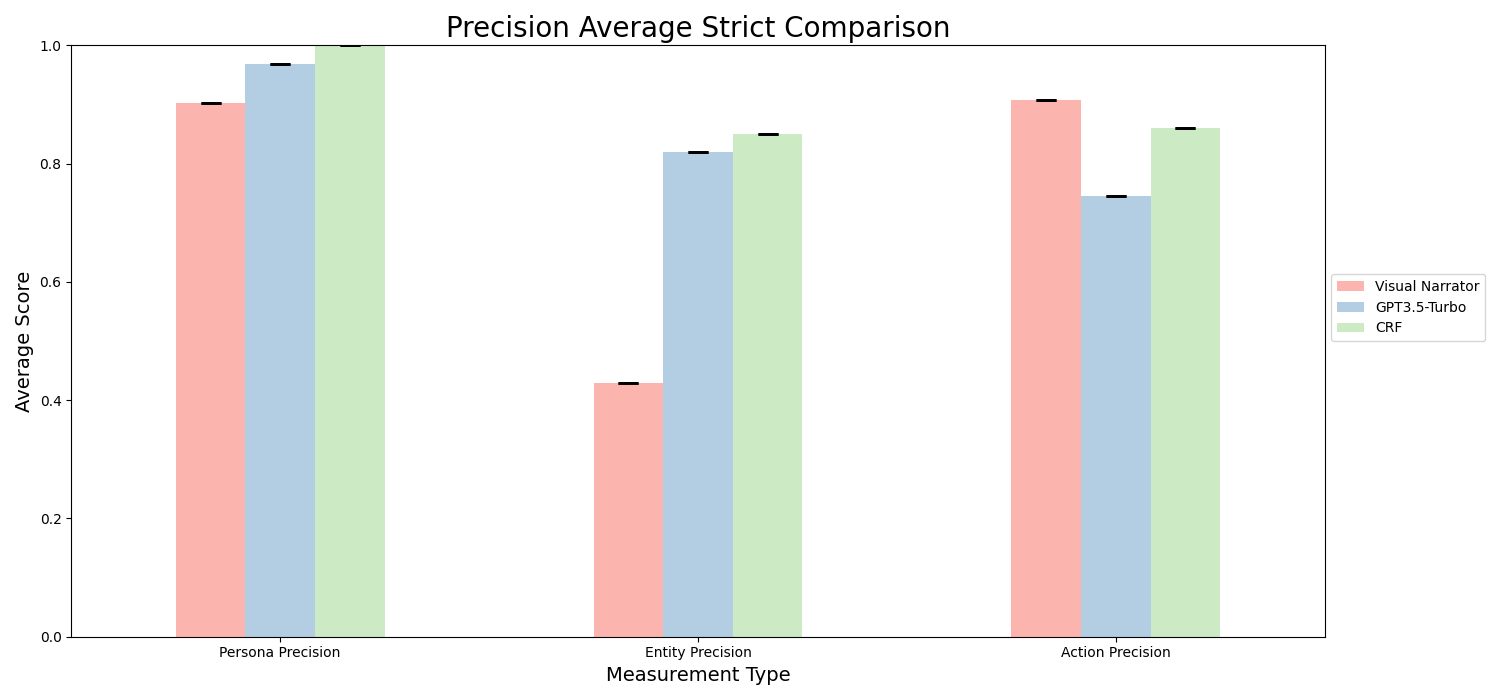 Precision Average Strict Comparison
Average Score
1.0
0.8
0.6
0.4
0.2
0.0
Persona Precision
Entity Precision
Action Precision
Measurement Type
Visual Narrator
GPT3.5-Turbo
CRF